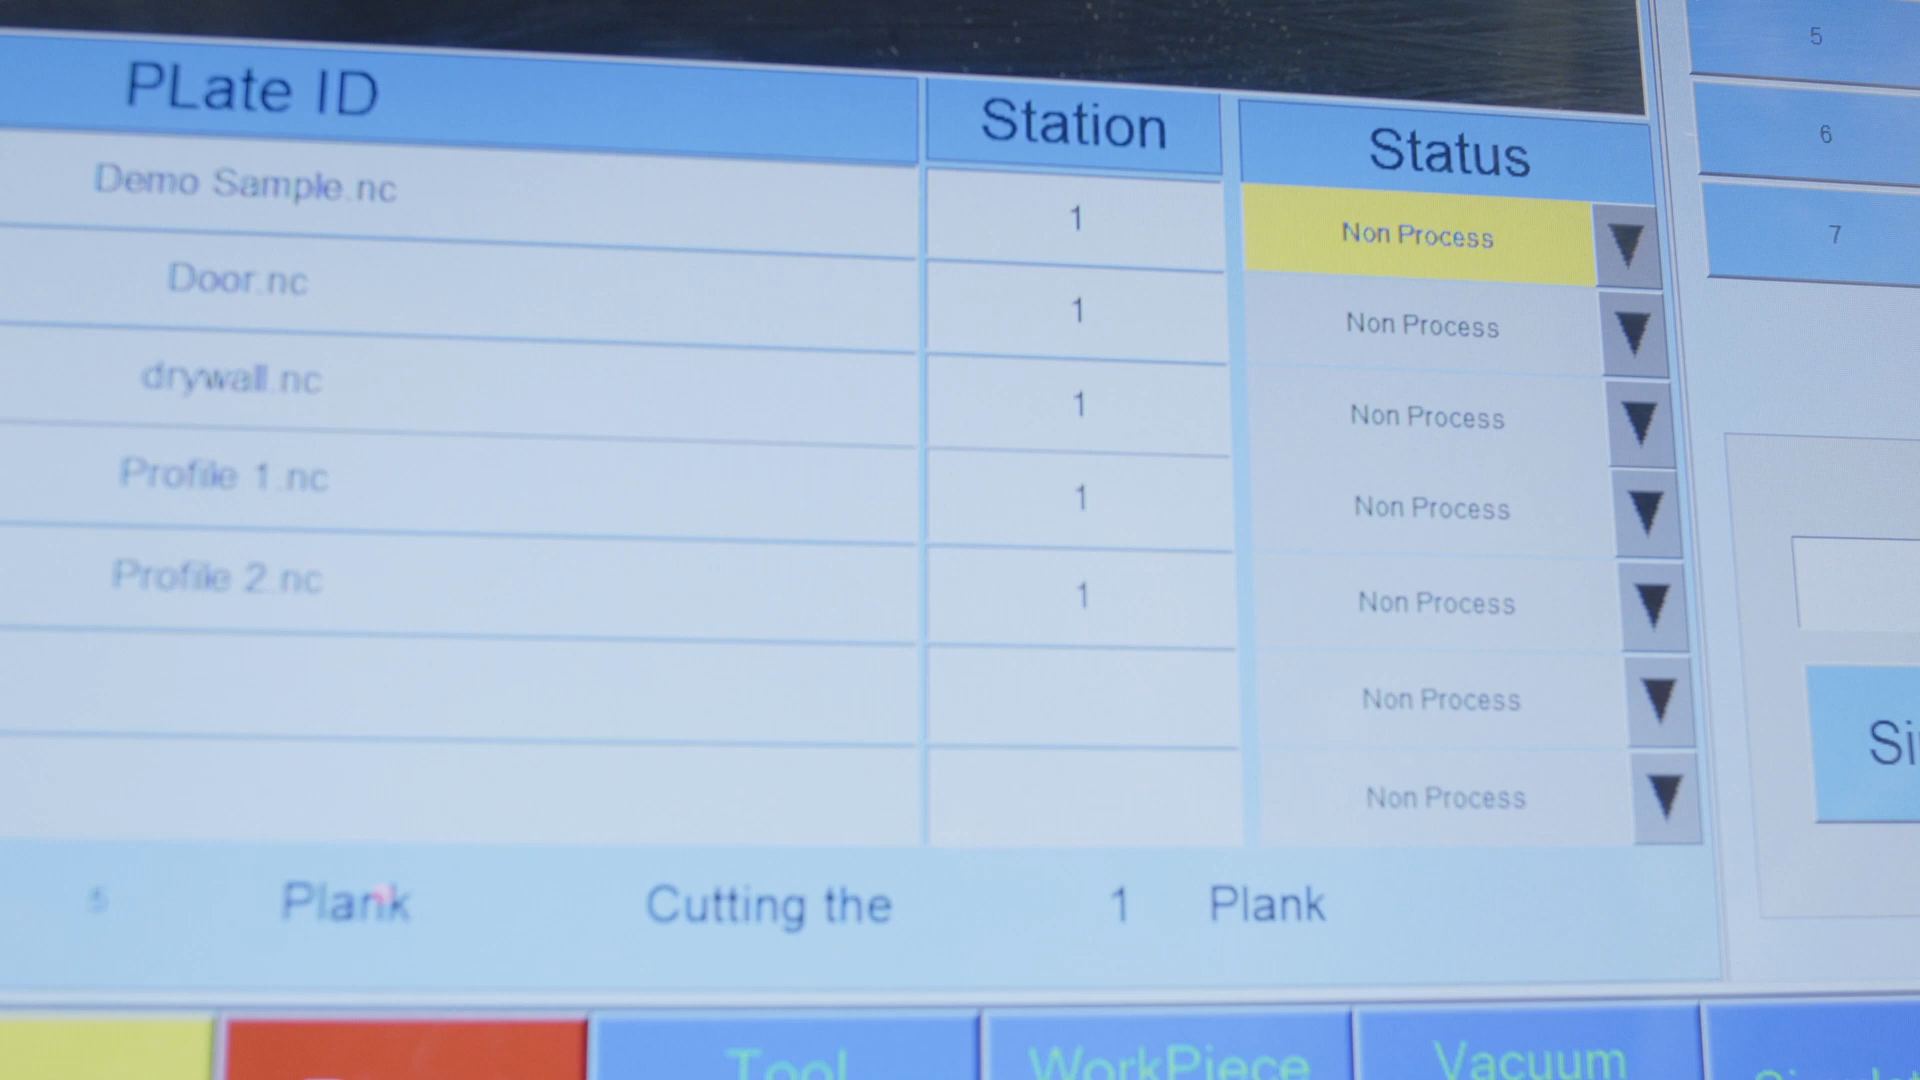 PLate ID Station Status
Demo Sample.nc 1 Non Process
Door.nc 1 Non Process
drywall.nc 1 Non Process
Profile 1.nc 1 Non Process
Profile 2.nc 1 Non Process
Non Process
Non Process
5 Plank Cutting the 1 Plank
5
6
7
Tool WorkPiece Vacuum